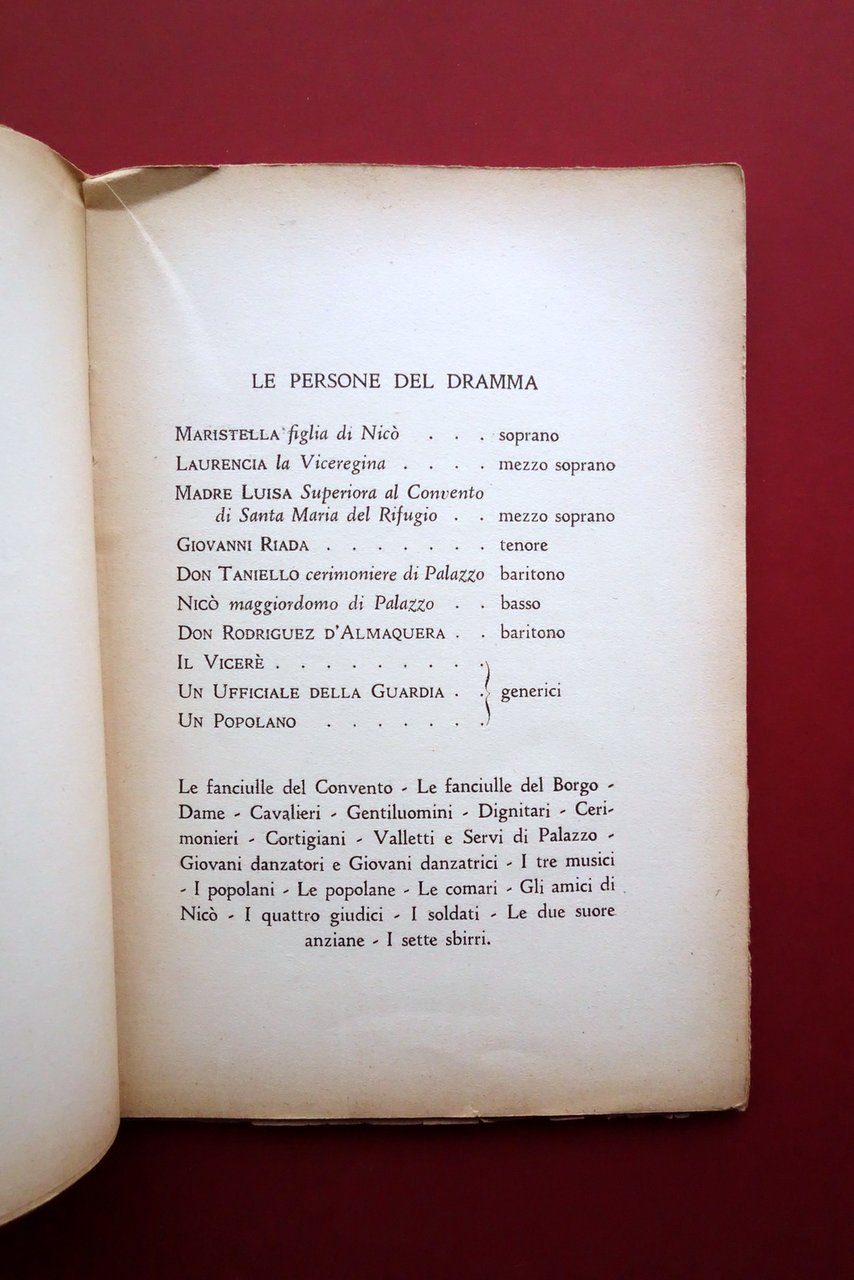 LE PERSONE DEL DRAMMA
MARISTELLA figlia di Nicò . . . soprano
LAURENCIA la Viceregina . . . . mezzo soprano
MADRE LUISA Superiora al Convento
di Santa Maria del Rifugio . . mezzo soprano
GIOVANNI RIADA . . . . . . . tenore
DON TANIELLO cerimoniere di Palazzo baritono
NICÒ maggiordomo di Palazzo . . basso
DON RODRIGUEZ D'ALMAQUERA . . baritono
IL VICERÈ . . . . . . . . .
UN UFFICIALE DELLA GUARDIA . . } generici
UN POPOLANO . . . . . . .
Le fanciulle del Convento - Le fanciulle del Borgo -
Dame - Cavalieri - Gentiluomini - Dignitari - Ceri-
monieri - Cortigiani - Valletti e Servi di Palazzo -
Giovani danzatori e Giovani danzatrici - I tre musici
- I popolani - Le popolane - Le comari - Gli amici di
Nicò - I quattro giudici - I soldati - Le due suore
anziane - I sette sbirri.